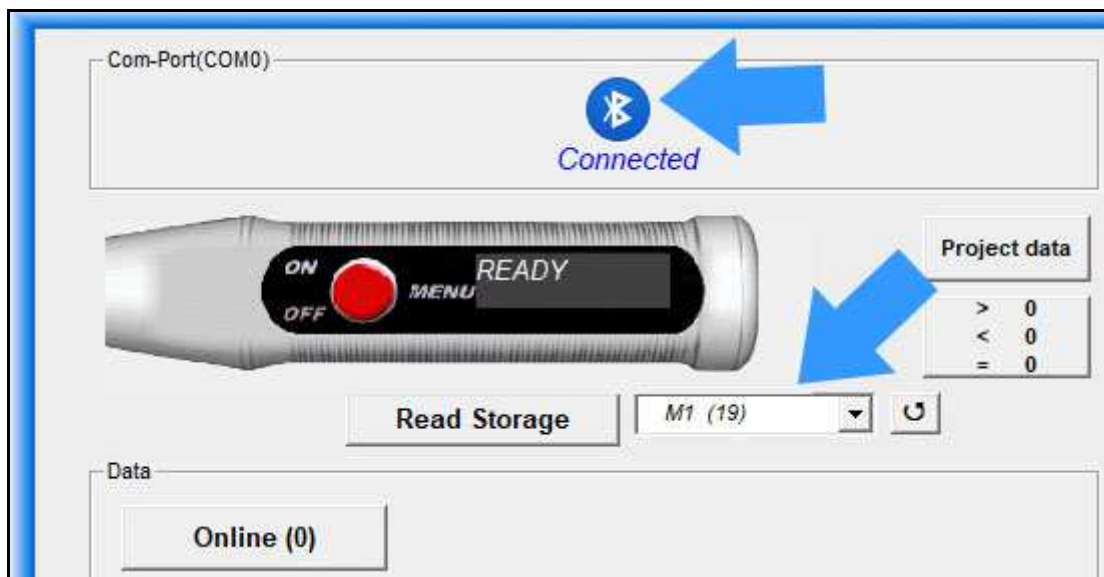 Com-Port(COM0)
Connected
ON
OFF
MENU
READY
Project data
> 0
< 0
= 0
Read Storage
M1 (19)
Data
Online (0)